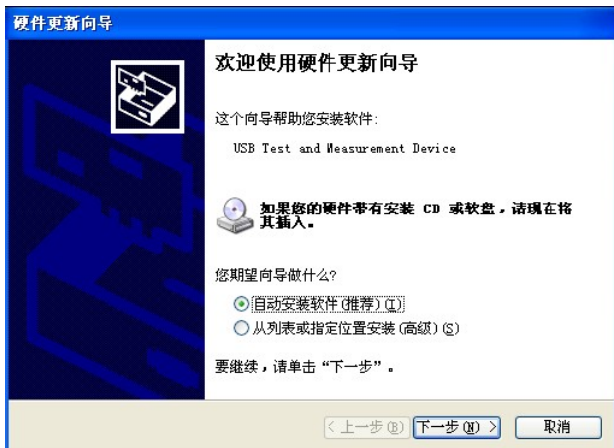 硬件更新向导
欢迎使用硬件更新向导
这个向导帮助您安装软件:
USB Test and Measurement Device
如果您的硬件带有安装 CD 或软盘，请现在将
其插入。
您期望向导做什么?
自动安装软件(推荐)(I)
从列表或指定位置安装(高级)(S)
要继续，请单击“下一步”。
< 上一步(B) 下一步(N) > 取消